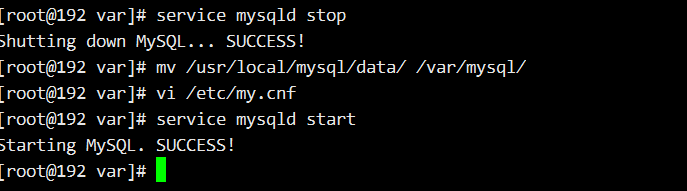 [root@192 var]# service mysqld stop
Shutting down MySQL... SUCCESS!
[root@192 var]# mv /usr/local/mysql/data/ /var/mysql/
[root@192 var]# vi /etc/my.cnf
[root@192 var]# service mysqld start
Starting MySQL. SUCCESS!
[root@192 var]#